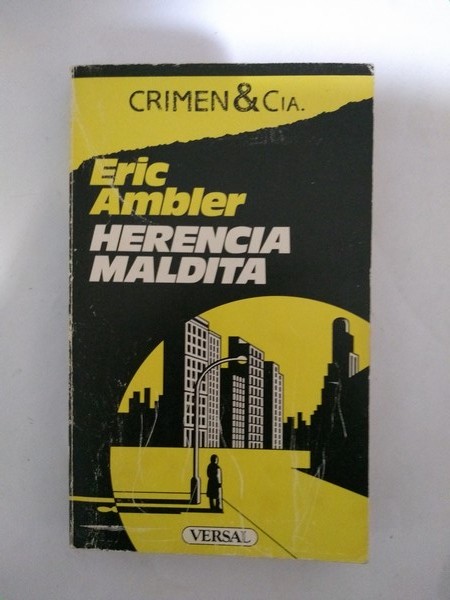 CRIMEN & CIA.
Eric
Ambler
HERENCIA
MALDITA
VERSAL